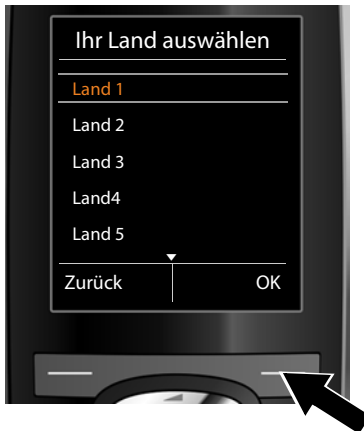 Ihr Land auswählen
Land 1
Land 2
Land 3
Land4
Land 5
Zurück OK